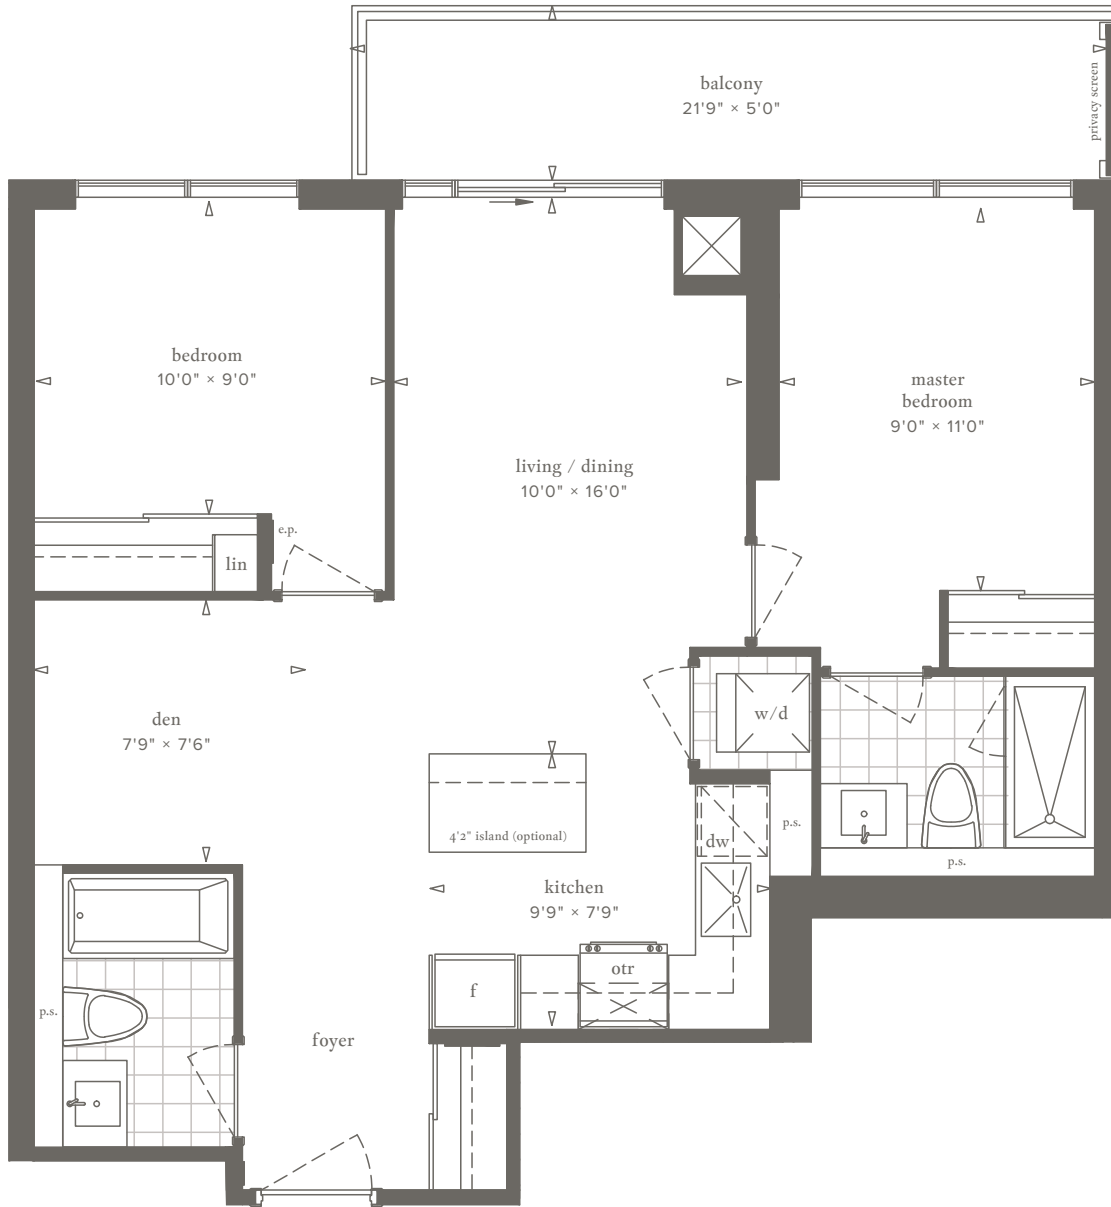 balcony
21'9" × 5'0"
privacy screen
bedroom
10'0" × 9'0"
master
bedroom
9'0" × 11'0"
living / dining
10'0" × 16'0"
e.p.
lin
den
7'9" × 7'6"
w/d
4'2" island (optional)
dw
p.s.
p.s.
kitchen
9'9" × 7'9"
otr
f
p.s.
foyer